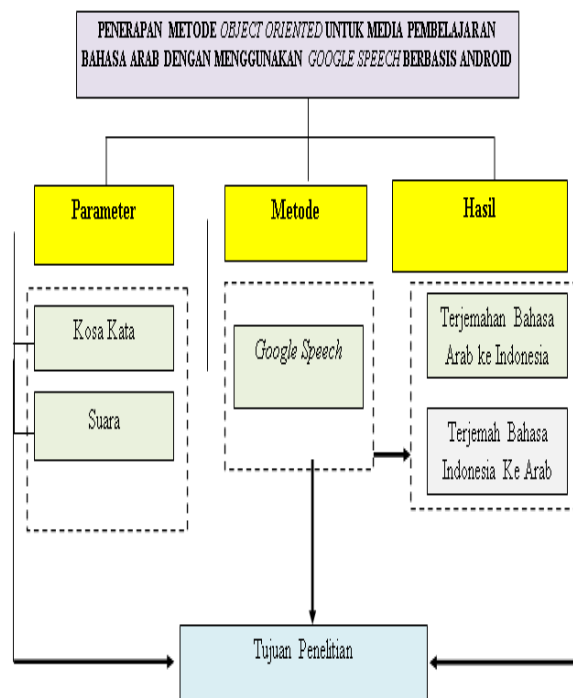 PENERAPAN METODE OBJECT ORIENTED UNTUK MEDIA PEMBELAJARAN
BAHASA ARAB DENGAN MENGGUNAKAN GOOGLE SPEECH BERBASIS ANDROID
Parameter
Metode
Hasil
Kosa Kata
Suara
Google Speech
Terjemahan Bahasa
Arab ke Indonesia
Terjemah Bahasa
Indonesia Ke Arab
Tujuan Penelitian